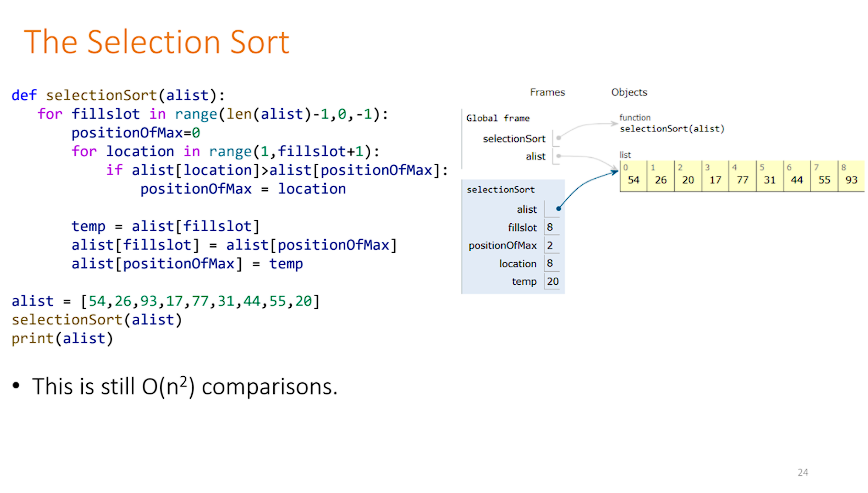 The Selection Sort
def selectionSort(alist):
   for fillslot in range(len(alist)-1,0,-1):
       positionOfMax=0
       for location in range(1,fillslot+1):
           if alist[location]>alist[positionOfMax]:
               positionOfMax = location
       temp = alist[fillslot]
       alist[fillslot] = alist[positionOfMax]
       alist[positionOfMax] = temp
alist = [54,26,93,17,77,31,44,55,20]
selectionSort(alist)
print(alist)
Frames Objects
Global frame
selectionSort
alist
function
selectionSort(alist)
list
0 1 2 3 4 5 6 7 8
54 26 20 17 77 31 44 55 93
selectionSort
alist
fillslot 8
positionOfMax 2
location 8
temp 20
• This is still O(n²) comparisons.
24